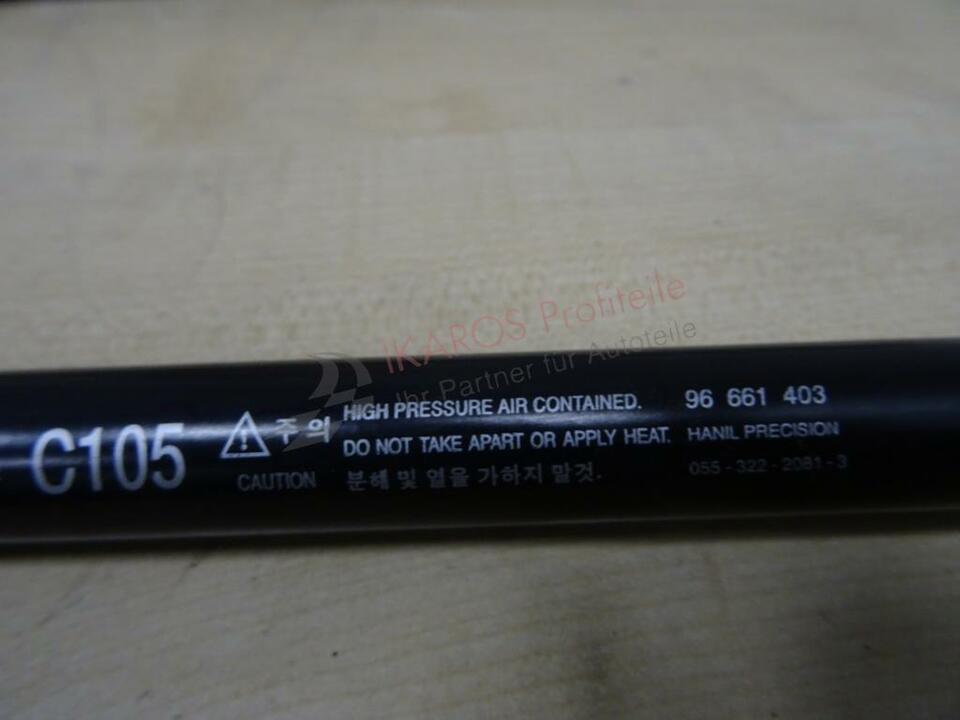 IKAROS Profiteile
Ihr Partner für Autoteile
C105
주의
CAUTION
HIGH PRESSURE AIR CONTAINED.
DO NOT TAKE APART OR APPLY HEAT.
분해 및 열을 가하지 말것.
96 661 403
HANIL PRECISION
055-322-2081-3